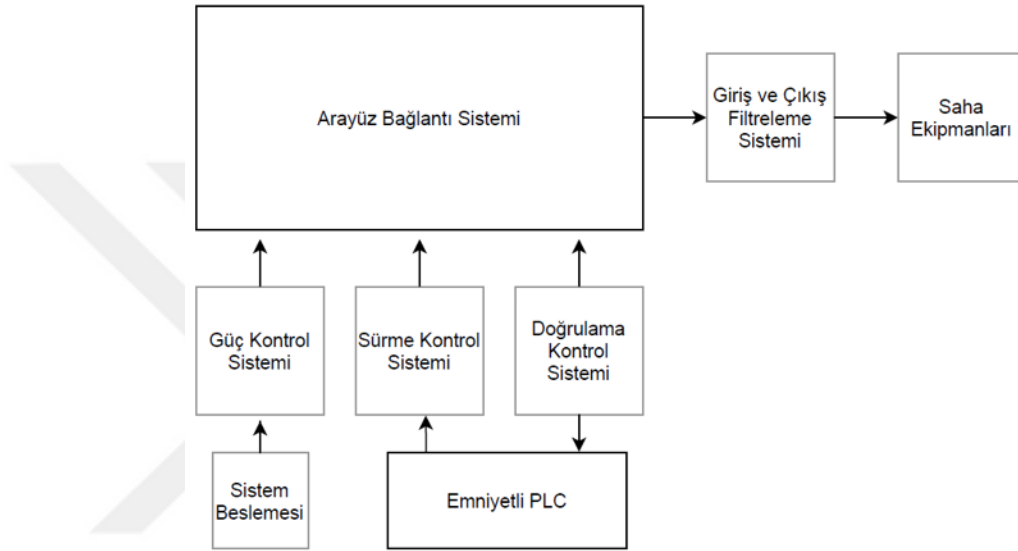 Arayüz Bağlantı Sistemi
Giriş ve Çıkış
Filtreleme
Sistemi
Saha
Ekipmanları
Güç Kontrol
Sistemi
Sürme Kontrol
Sistemi
Doğrulama
Kontrol
Sistemi
Sistem
Beslemesi
Emniyetli PLC